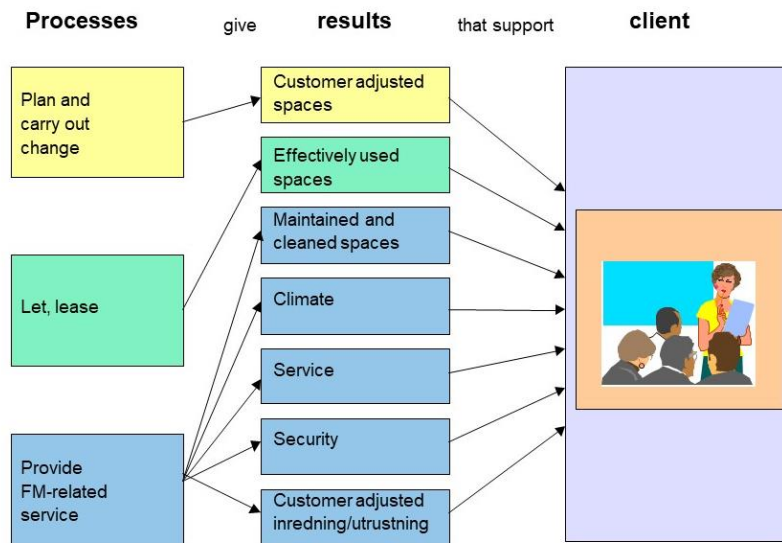 Processes give results that support client
Plan and
carry out
change
Let, lease
Provide
FM-related
service
Customer adjusted
spaces
Effectively used
spaces
Maintained and
cleaned spaces
Climate
Service
Security
Customer adjusted
inredning/utrustning